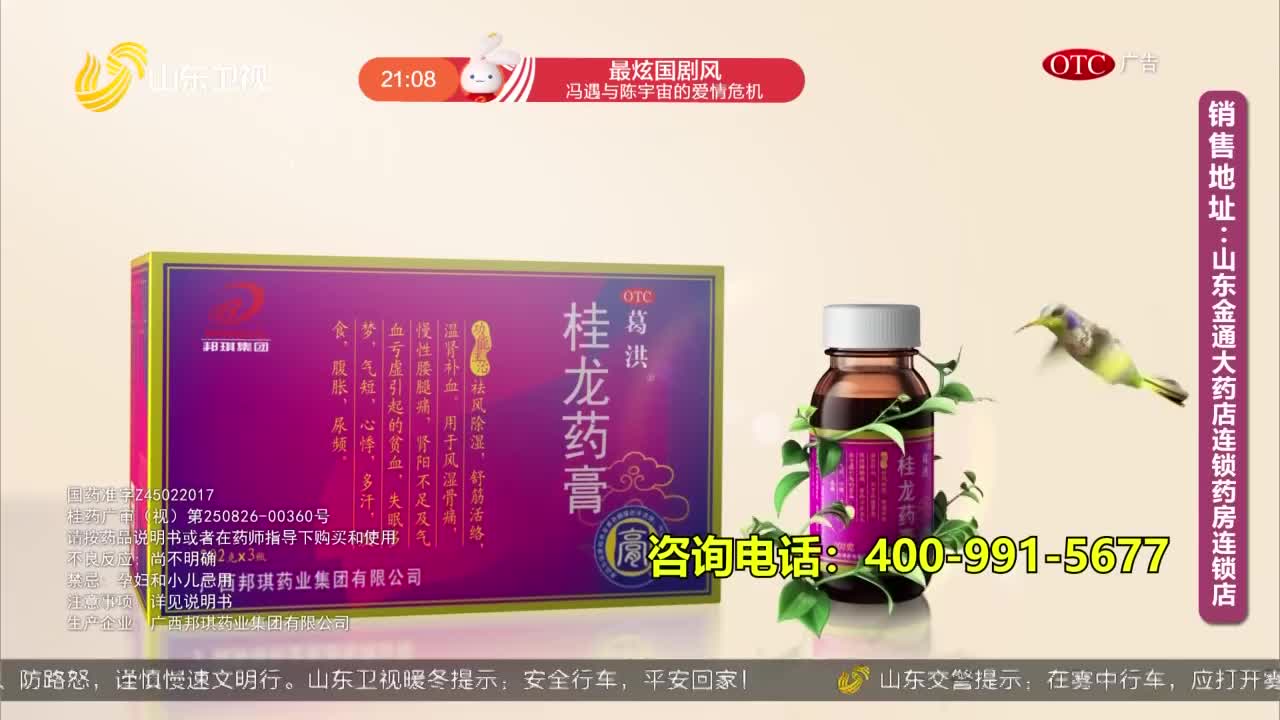 山东卫视
21:08
最炫国剧风
冯遇与陈宇宙的爱情危机
OTC 广告
销售地址：山东金通大药店连锁药房连锁店
邦琪集团
OTC
葛洪
桂龙药膏
祛风除湿，舒筋活络，
温肾补血。用于风湿骨痛，
慢性腰腿痛，肾阳不足及气
血亏虚引起的贫血，失眠多
梦，气短，心悸，多汗，
食，腹胀，尿频。
膏
2克x3瓶
广西邦琪药业集团有限公司
桂龙药
国药准字Z45022017
桂药广审（视）第250826-00360号
请按药品说明书或者在药师指导下购买和使用
不良反应：尚不明确
禁忌：孕妇和小儿忌用
注意事项：详见说明书
生产企业：广西邦琪药业集团有限公司
咨询电话：400-991-5677
、防路怒，谨慎慢速文明行。山东卫视暖冬提示：安全行车，平安回家！
山东交警提示：在雾中行车，应打开雾